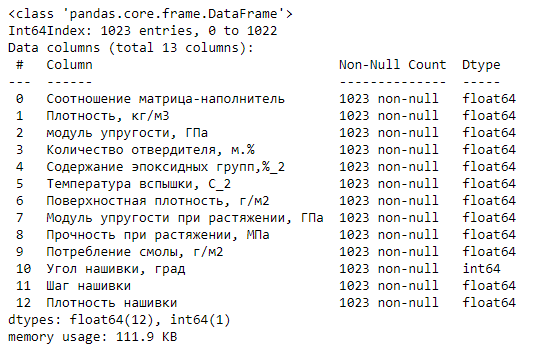 <class 'pandas.core.frame.DataFrame'>
Int64Index: 1023 entries, 0 to 1022
Data columns (total 13 columns):
 #   Column                                Non-Null Count  Dtype
---  ------                                --------------  -----
 0   Соотношение матрица-наполнитель       1023 non-null   float64
 1   Плотность, кг/м3                      1023 non-null   float64
 2   модуль упругости, ГПа                 1023 non-null   float64
 3   Количество отвердителя, м.%           1023 non-null   float64
 4   Содержание эпоксидных групп,%_2       1023 non-null   float64
 5   Температура вспышки, С_2              1023 non-null   float64
 6   Поверхностная плотность, г/м2         1023 non-null   float64
 7   Модуль упругости при растяжении, ГПа  1023 non-null   float64
 8   Прочность при растяжении, МПа         1023 non-null   float64
 9   Потребление смолы, г/м2               1023 non-null   float64
 10  Угол нашивки, град                    1023 non-null   int64
 11  Шаг нашивки                           1023 non-null   float64
 12  Плотность нашивки                     1023 non-null   float64
dtypes: float64(12), int64(1)
memory usage: 111.9 KB